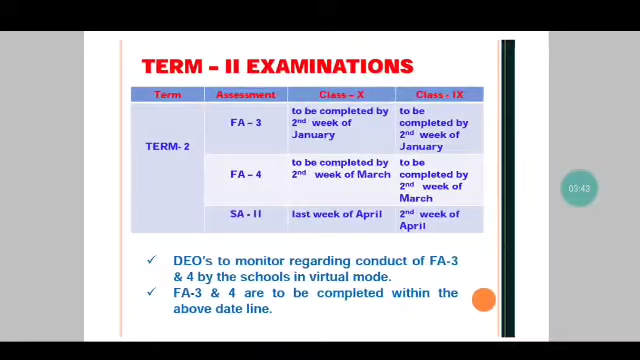 TERM – II EXAMINATIONS
Term Assessment Class – X Class - IX
TERM- 2
FA – 3
to be completed by
2nd week of
January
to be
completed by
2nd week of
January
FA – 4
to be completed by
2nd week of March
to be
completed by
2nd week of
March
SA - II
last week of April
2nd week of
April
✓ DEO's to monitor regarding conduct of FA-3
& 4 by the schools in virtual mode.
✓ FA-3 & 4 are to be completed within the
above date line.
03:43